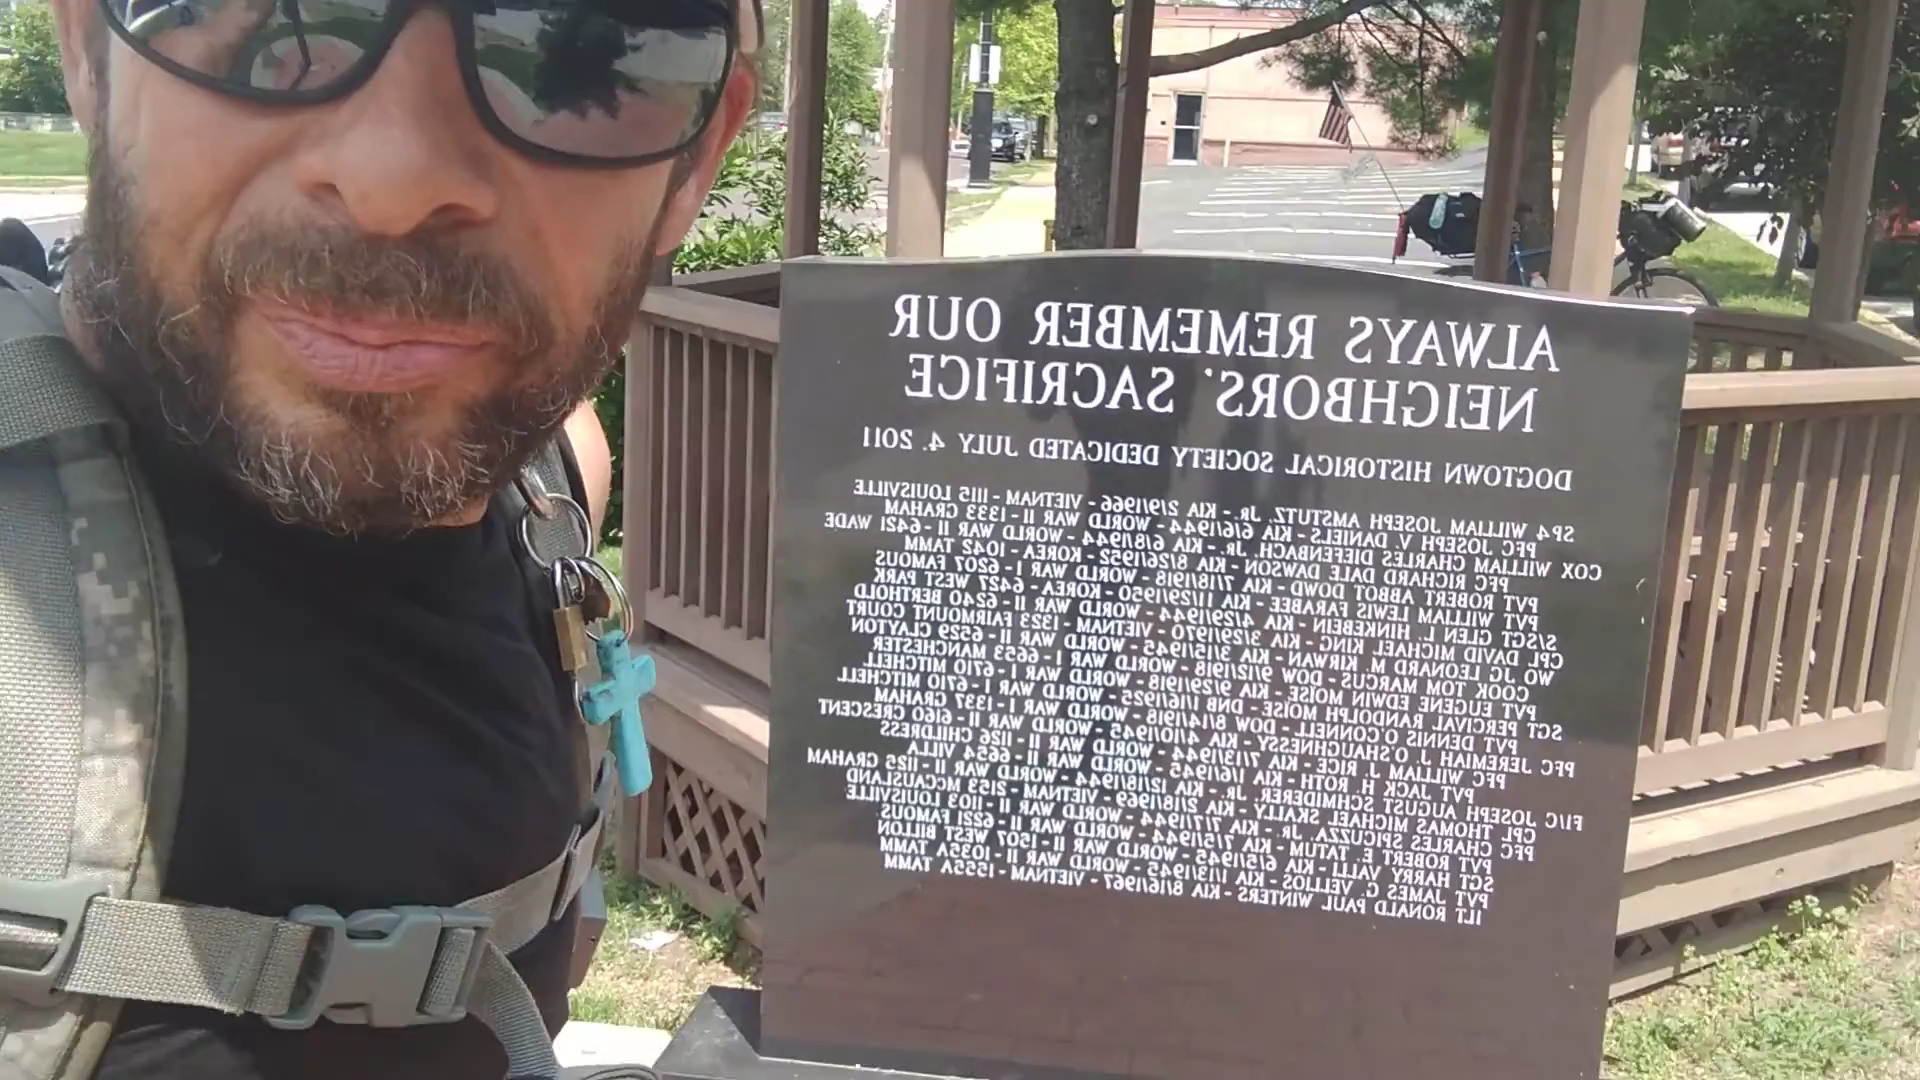 ALWAYS REMEMBER OUR
NEIGHBORS' SACRIFICE
DOGTOWN HISTORICAL SOCIETY DEDICATED JULY 4, 2011
SP4 WILLIAM JOSEPH AMSTUTZ, JR. - KIA 2/9/1966 - VIETNAM - 1115 LOUISVILLE
PFC JOSEPH V. DANIELS - KIA 6/6/1944 - WORLD WAR II - 1333 GRAHAM
COX WILLIAM CHARLES DIEFENBACH, JR. - KIA 6/8/1944 - WORLD WAR II - 6421 WADE
PFC RICHARD DALE DAWSON - KIA 8/26/1952 - KOREA - 1042 TAMM
PVT ROBERT ABBOT DOWD - KIA 7/18/1918 - WORLD WAR I - 6207 FAMOUS
PVT WILLIAM LEWIS FARABEE - KIA 11/29/1950 - KOREA - 6427 WEST PARK
S/SGT GLEN L. HINKEBEIN - KIA 4/29/1944 - WORLD WAR II - 6240 BERTHOLD
CPL DAVID MICHAEL KING - KIA 3/29/1970 - VIETNAM - 1323 FAIRMOUNT COURT
WO JG LEONARD M. KIRWAN - KIA 3/15/1945 - WORLD WAR II - 6529 CLAYTON
COOK TOM MARCUS - DOW 9/12/1918 - WORLD WAR I - 6653 MANCHESTER
PVT EUGENE EDWIN MOISE - KIA 9/29/1918 - WORLD WAR I - 6710 MITCHELL
SGT PERCIVAL RANDOLPH MOISE - DNB 1/6/1925 - WORLD WAR I - 6710 MITCHELL
PVT DENNIS O'CONNELL - DOW 8/14/1918 - WORLD WAR I - 1337 GRAHAM
PFC JEREMIAH J. O'SHAUGHNESSY - KIA 4/10/1945 - WORLD WAR II - 6160 CRESCENT
PFC WILLIAM J. RICE - KIA 7/13/1944 - WORLD WAR II - 1126 CHILDRESS
PVT JACK H. ROTH - KIA 1/6/1945 - WORLD WAR II - 6654 VILLA
F1/C JOSEPH AUGUST SCHMIDERER, JR. - KIA 12/18/1944 - WORLD WAR II - 1125 GRAHAM
CPL THOMAS MICHAEL SKALLY - KIA 2/18/1969 - VIETNAM - 2153 MCCAUSLAND
PFC CHARLES SPICUZZA, JR. - KIA 7/17/1944 - WORLD WAR II - 1103 LOUISVILLE
PVT ROBERT E. TATUM - KIA 7/5/1944 - WORLD WAR II - 6221 FAMOUS
SGT HARRY VALLI - KIA 6/5/1945 - WORLD WAR II - 1507 WEST BILLON
PVT JAMES G. VELLIOS - KIA 1/13/1945 - WORLD WAR II - 1035A TAMM
1LT RONALD PAUL WINTERS - KIA 8/16/1967 - VIETNAM - 1555A TAMM